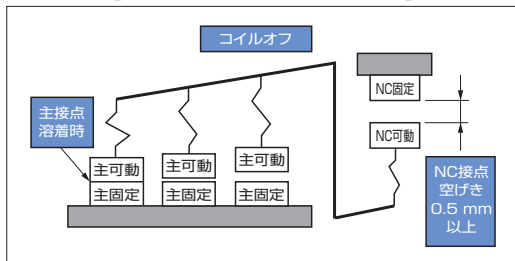 コイルオフ
NC固定
主接点
溶着時
NC可動
主可動
主可動
主可動
主固定
主固定
主固定
NC接点
空げき
0.5 mm
以上